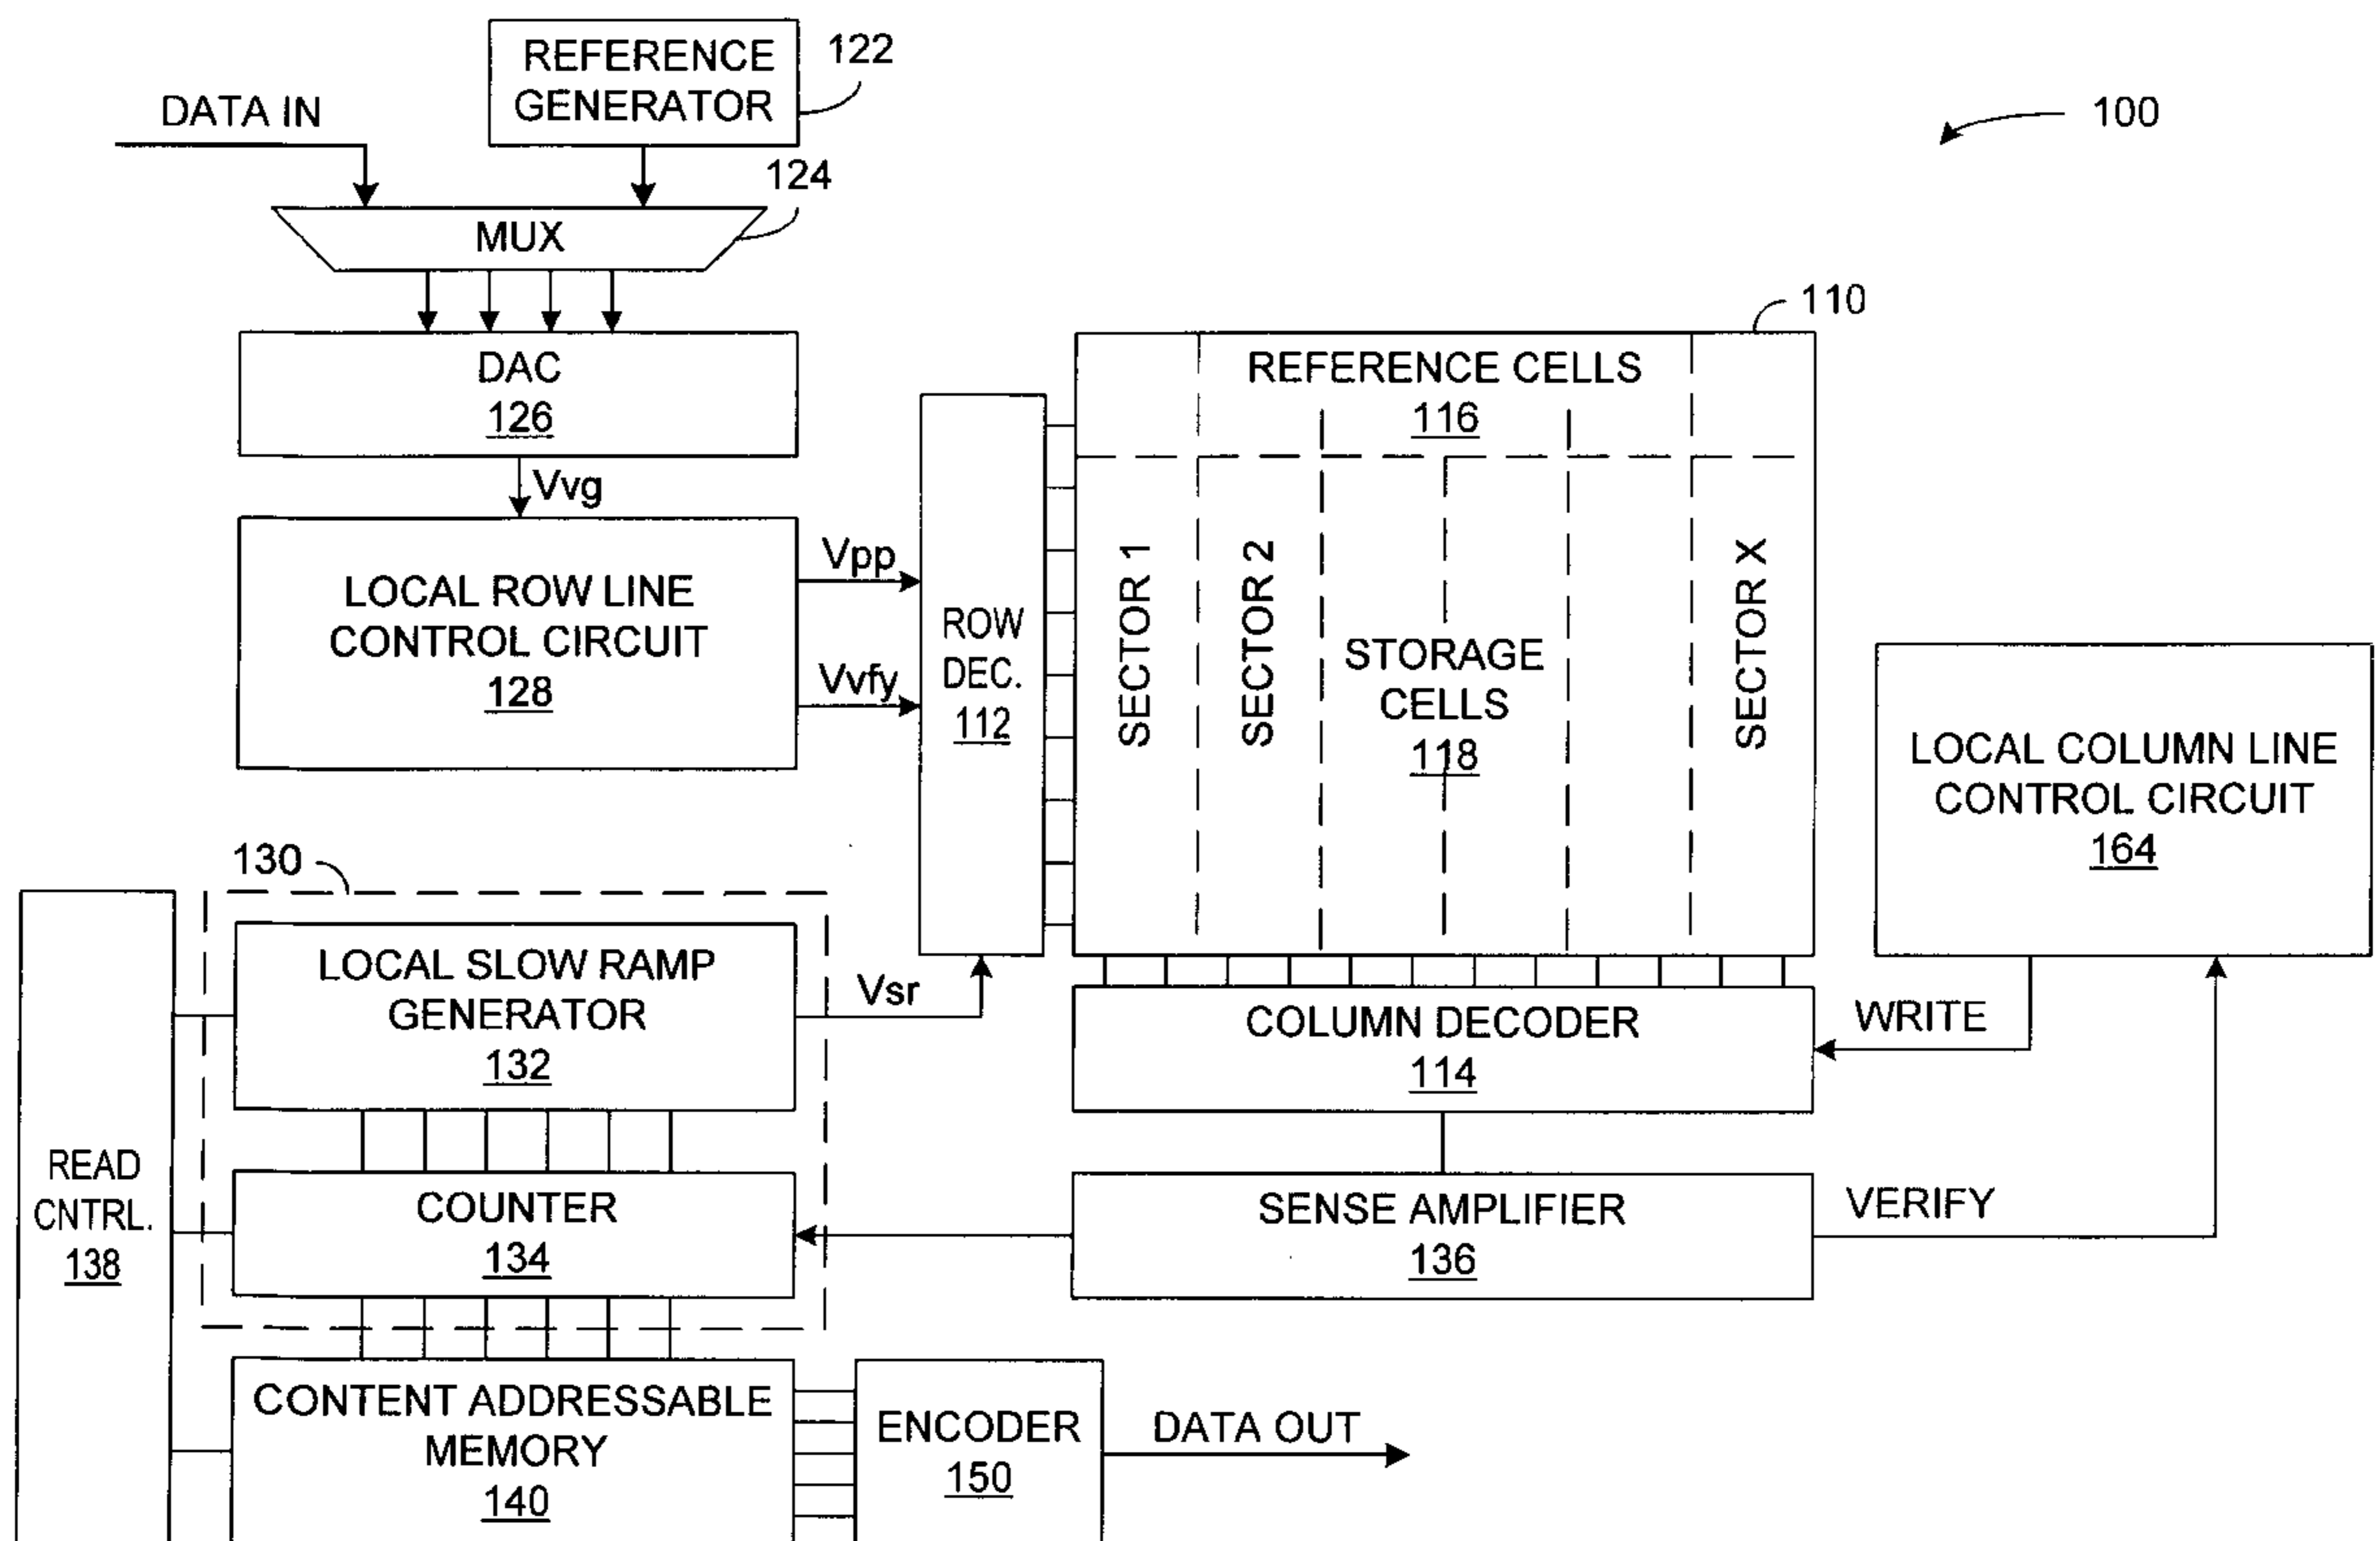 REFERENCE
GENERATOR
122
DATA IN
100
124
MUX
110
DAC
126
REFERENCE CELLS
116
Vvg
LOCAL ROW LINE
CONTROL CIRCUIT
128
Vpp
Vvfy
ROW
DEC.
112
SECTOR 1
SECTOR 2
STORAGE
CELLS
118
SECTOR X
LOCAL COLUMN LINE
CONTROL CIRCUIT
164
130
LOCAL SLOW RAMP
GENERATOR
132
Vsr
COLUMN DECODER
114
WRITE
READ
CNTRL.
138
COUNTER
134
SENSE AMPLIFIER
136
VERIFY
CONTENT ADDRESSABLE
MEMORY
140
ENCODER
150
DATA OUT